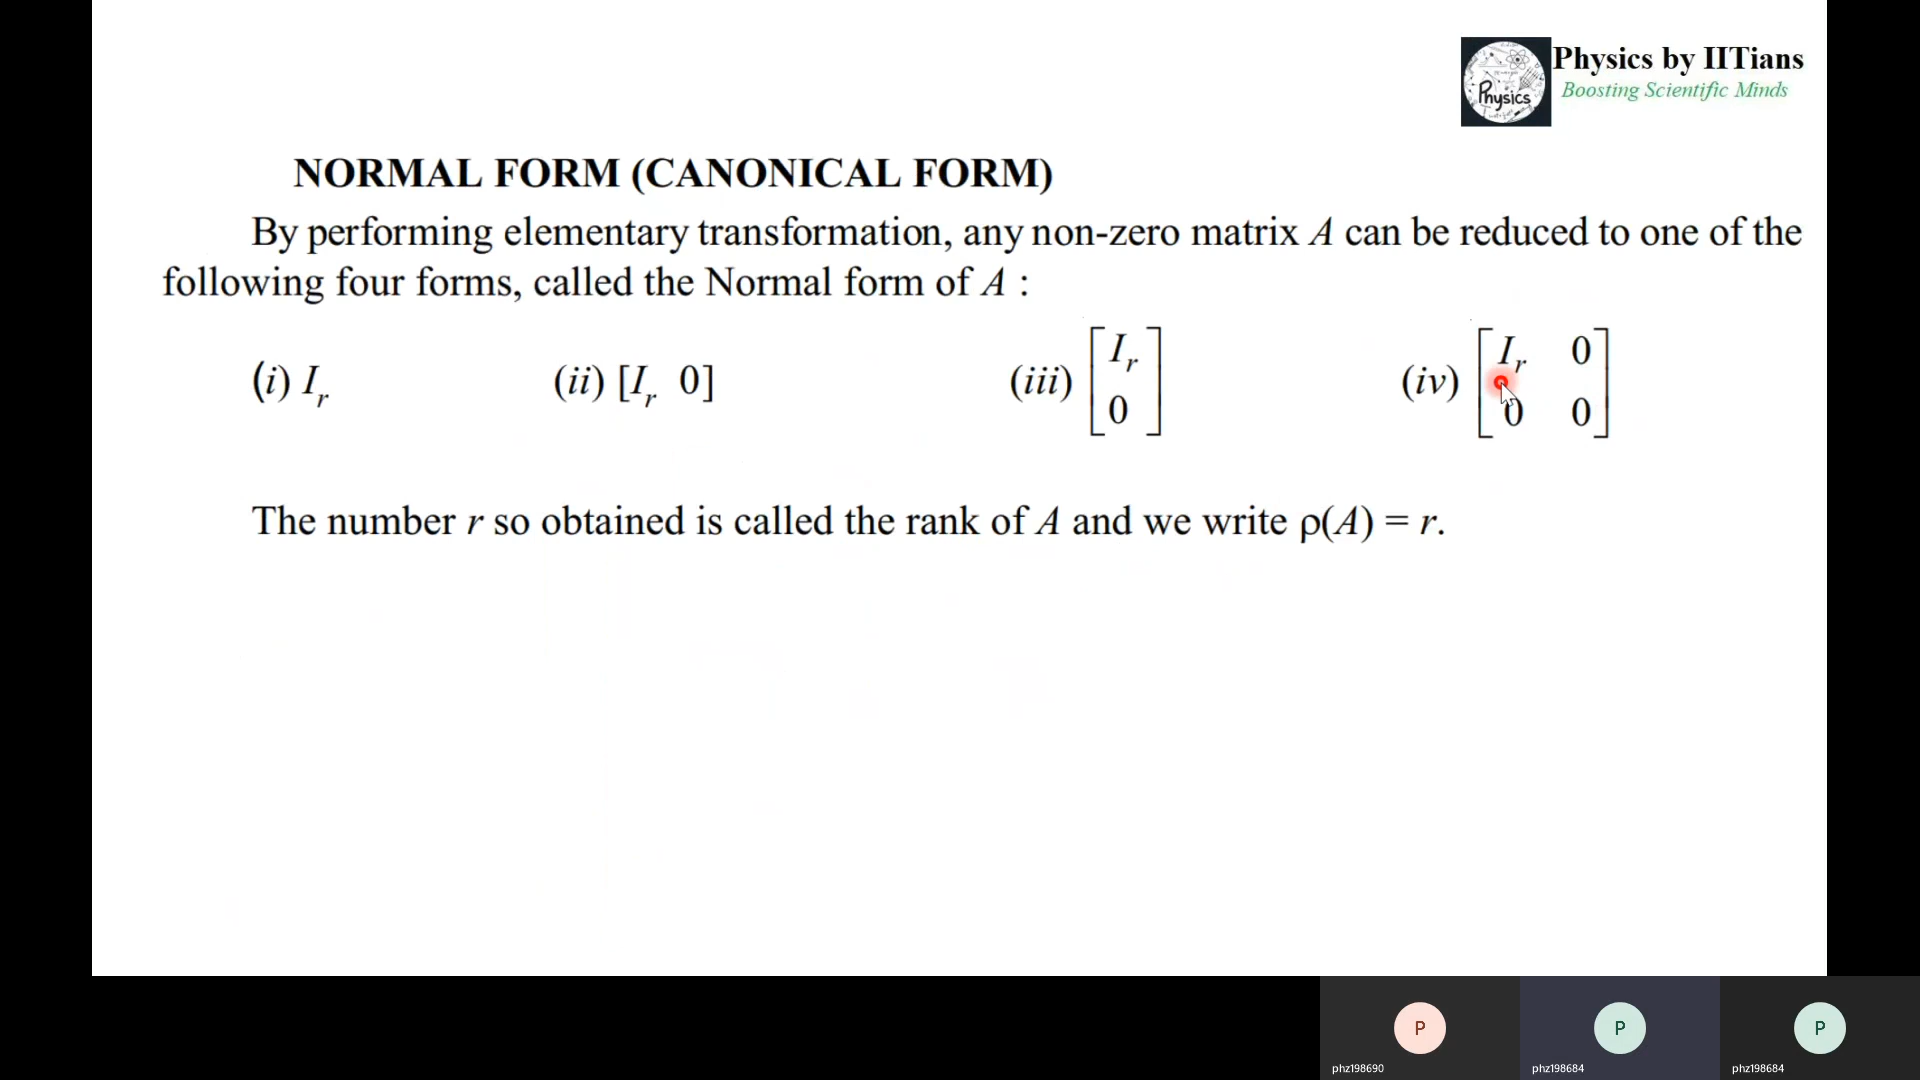 Physics by IITians
Boosting Scientific Minds
Physics
NORMAL FORM (CANONICAL FORM)
By performing elementary transformation, any non-zero matrix A can be reduced to one of the
following four forms, called the Normal form of A :
(i) I_r (ii) [I_r 0] (iii) [I_r; 0] (iv) [I_r 0; 0 0]
The number r so obtained is called the rank of A and we write ρ(A) = r.
P P P
phz198690 phz198684 phz198684